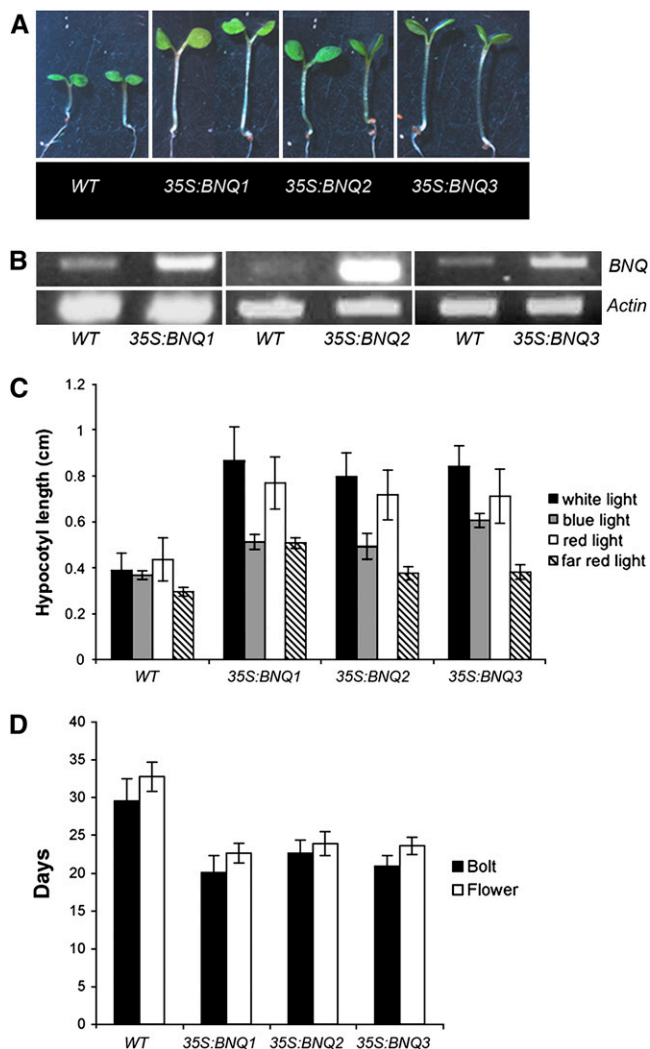 A
WT 35S:BNQ1 35S:BNQ2 35S:BNQ3
B
BNQ
Actin
WT 35S:BNQ1 WT 35S:BNQ2 WT 35S:BNQ3
C
Hypocotyl length (cm)
1.2
1
0.8
0.6
0.4
0.2
0
white light
blue light
red light
far red light
WT 35S:BNQ1 35S:BNQ2 35S:BNQ3
D
Days
40
35
30
25
20
15
10
5
0
Bolt
Flower
WT 35S:BNQ1 35S:BNQ2 35S:BNQ3